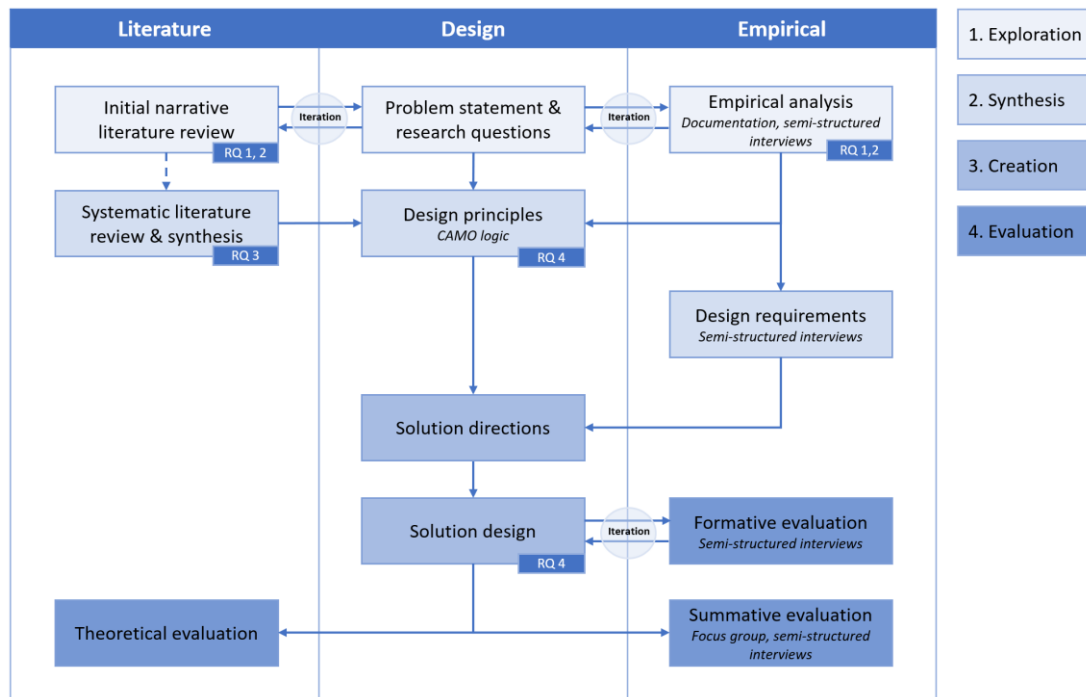 Literature
Design
Empirical
1. Exploration
2. Synthesis
3. Creation
4. Evaluation
Initial narrative
literature review
RQ 1, 2
Iteration
Problem statement &
research questions
Iteration
Empirical analysis
Documentation, semi-structured
interviews
RQ 1,2
Systematic literature
review & synthesis
RQ 3
Design principles
CAMO logic
RQ 4
Design requirements
Semi-structured interviews
Solution directions
Solution design
RQ 4
Iteration
Formative evaluation
Semi-structured interviews
Theoretical evaluation
Summative evaluation
Focus group, semi-structured
interviews